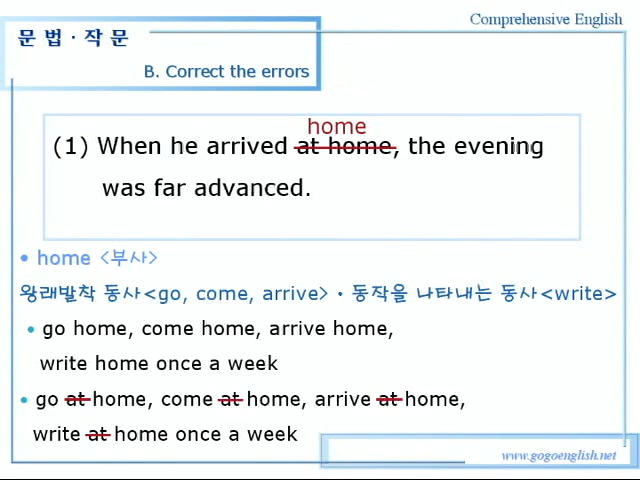 Comprehensive English
문 법 · 작 문
B. Correct the errors
home
(1) When he arrived at home, the evening
was far advanced.
• home <부사>
왕래발착 동사<go, come, arrive> • 동작을 나타내는 동사<write>
• go home, come home, arrive home,
write home once a week
• go at home, come at home, arrive at home,
write at home once a week
www.gogoenglish.net